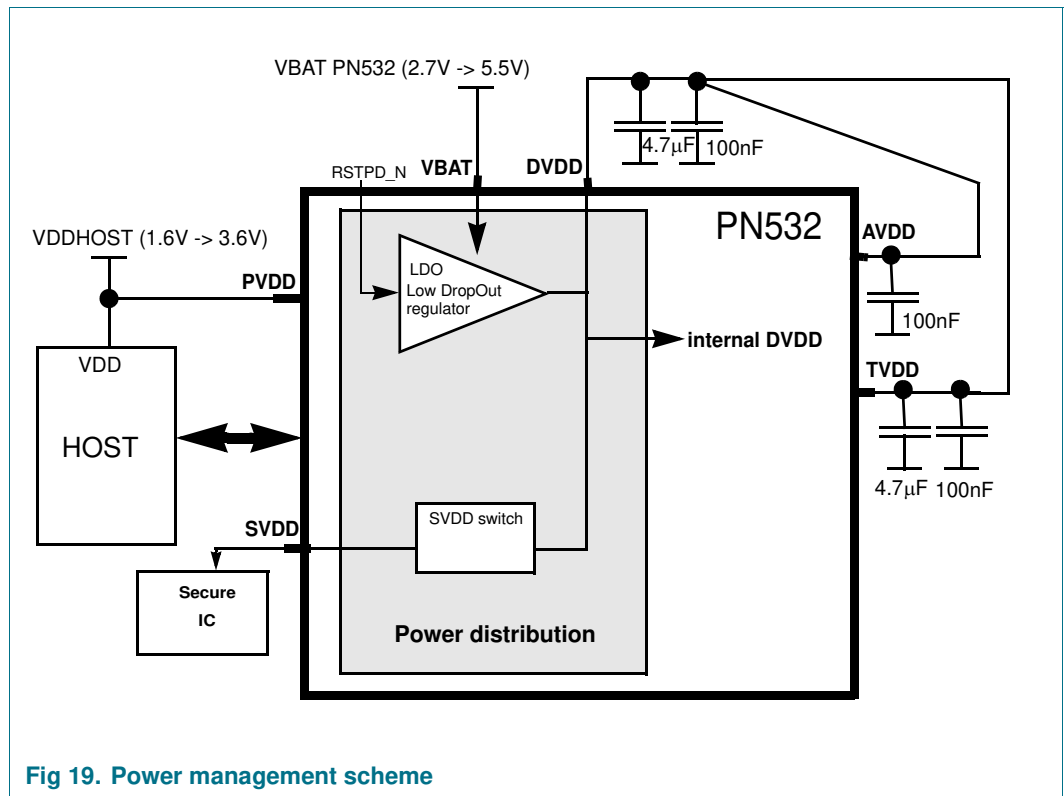 VBAT PN532 (2.7V -> 5.5V)
4.7μF
100nF
RSTPD_N
VBAT
DVDD
PN532
VDDHOST (1.6V -> 3.6V)
AVDD
PVDD
LDO
Low DropOut
regulator
100nF
internal DVDD
VDD
TVDD
HOST
4.7μF
100nF
SVDD
SVDD switch
Secure
IC
Power distribution
Fig 19. Power management scheme